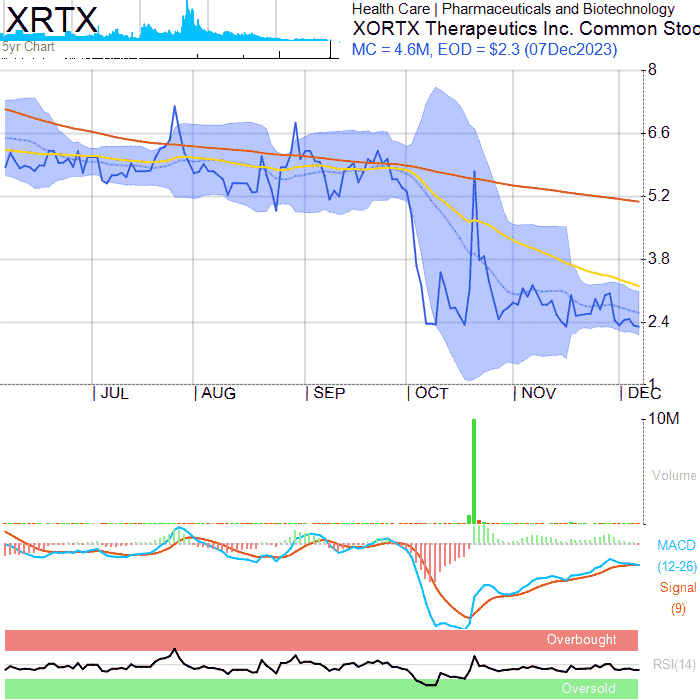 XRTX
5yr Chart
Health Care | Pharmaceuticals and Biotechnology
XORTX Therapeutics Inc. Common Stoc
MC = 4.6M, EOD = $2.3 (07Dec2023)
8
6.6
5.2
3.8
2.4
1
JUL AUG SEP OCT NOV DEC
10M
Volume
MACD
(12-26)
Signal
(9)
Overbought
RSI(14)
Oversold